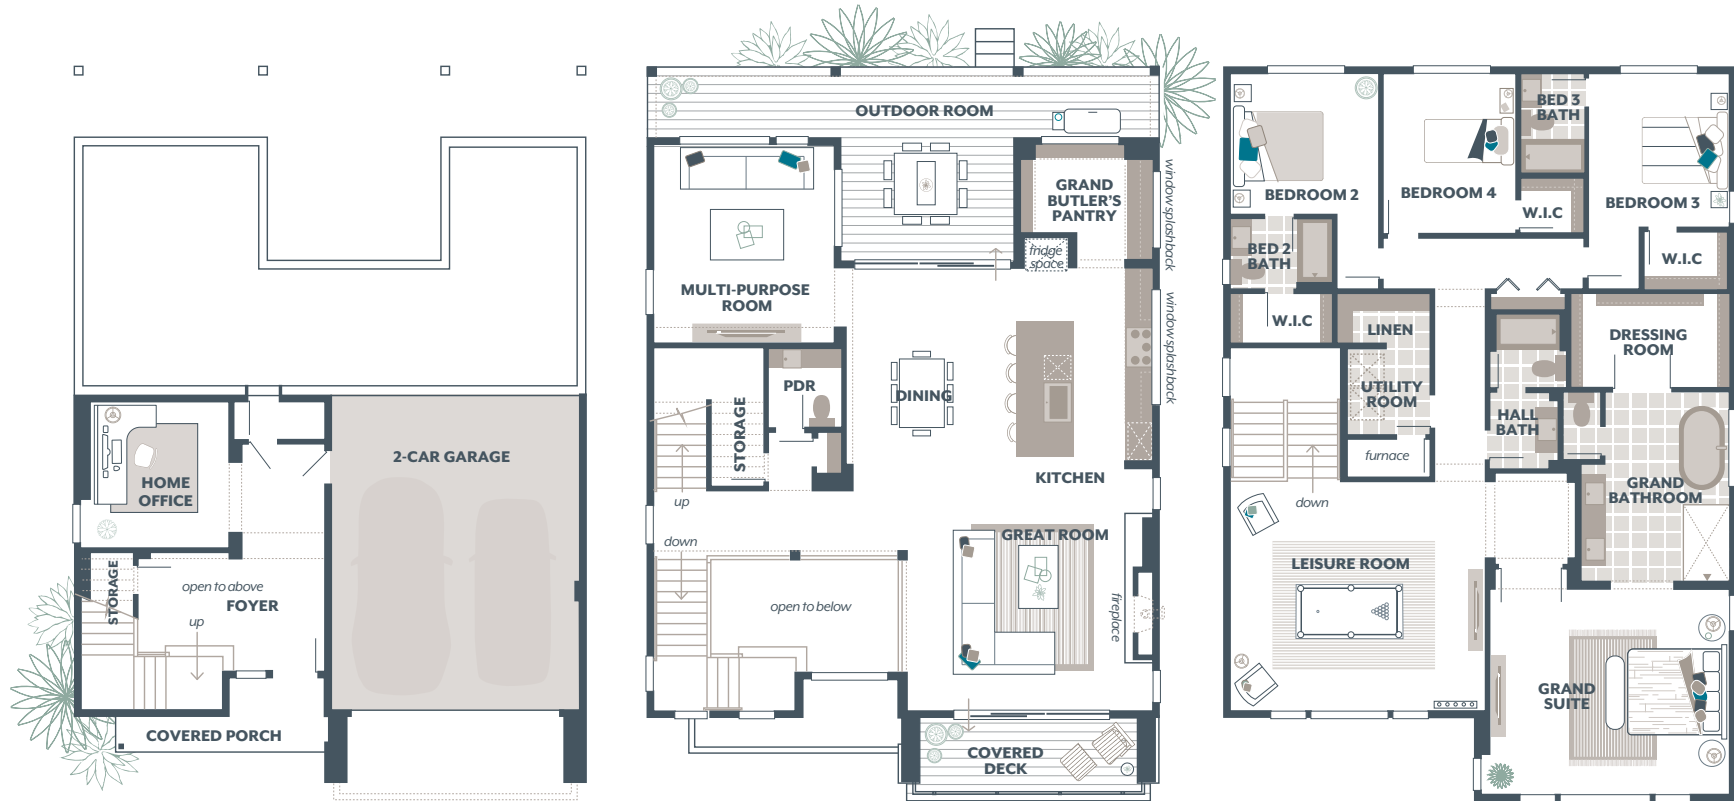 2-CAR GARAGE
HOME
OFFICE
STORAGE
open to above
FOYER
up
COVERED PORCH
OUTDOOR ROOM
GRAND
BUTLER'S
PANTRY
window splashback
fridge
space
MULTI-PURPOSE
ROOM
window splashback
PDR
DINING
STORAGE
KITCHEN
up
down
GREAT ROOM
open to below
fireplace
COVERED
DECK
BED 3
BATH
BEDROOM 2
BEDROOM 4
BEDROOM 3
W.I.C
BED 2
BATH
W.I.C
W.I.C
LINEN
DRESSING
ROOM
UTILITY
ROOM
HALL
BATH
furnace
GRAND
BATHROOM
down
LEISURE ROOM
GRAND
SUITE